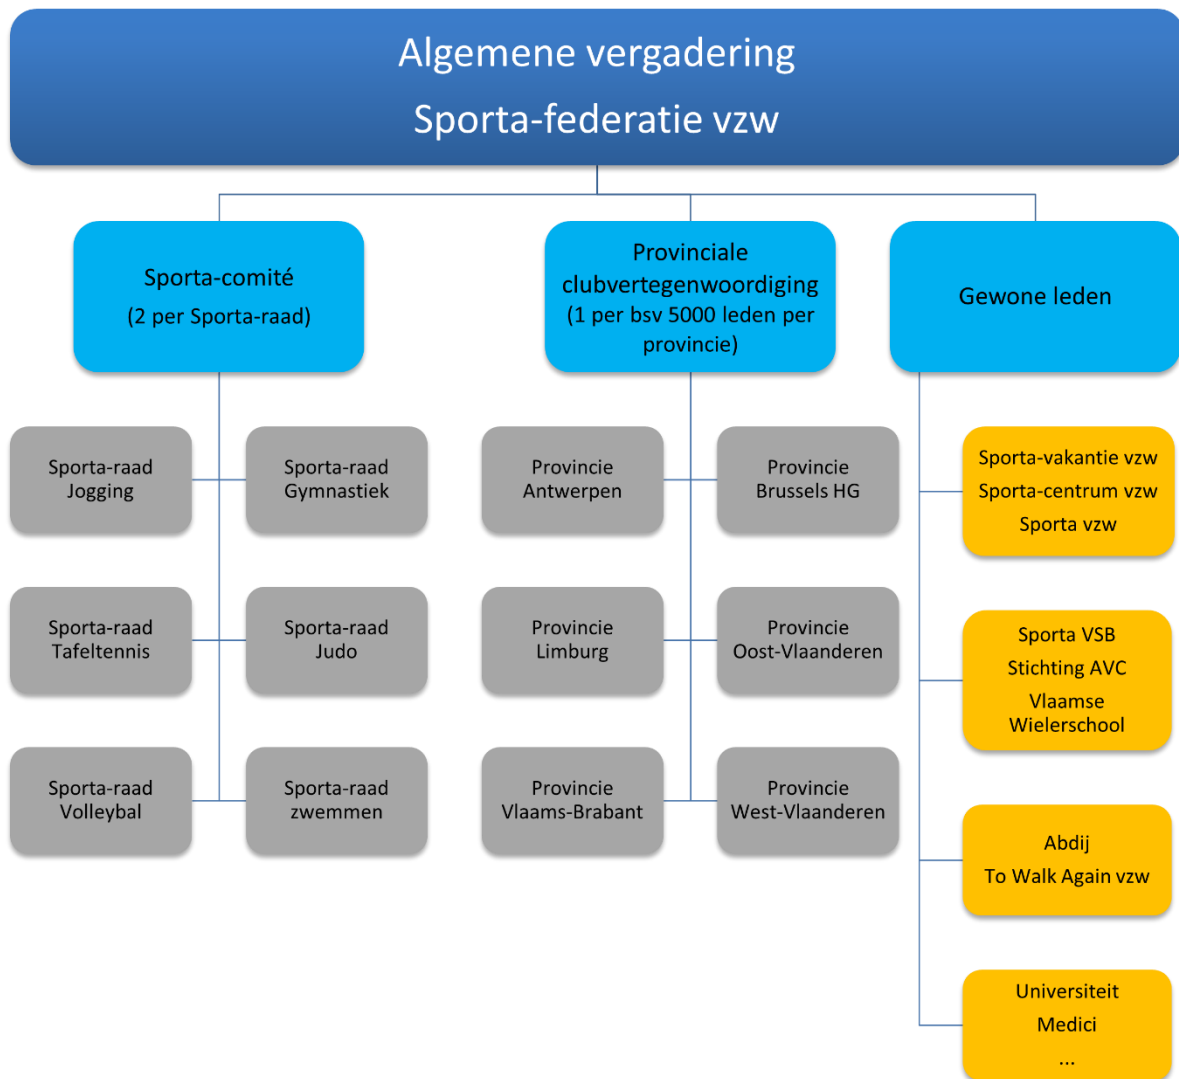 Algemene vergadering
Sporta-federatie vzw
Sporta-comité
(2 per Sporta-raad)
Provinciale
clubvertegenwoordiging
(1 per bsv 5000 leden per
provincie)
Gewone leden
Sporta-raad
Jogging
Sporta-raad
Gymnastiek
Sporta-raad
Tafeltennis
Sporta-raad
Judo
Sporta-raad
Volleybal
Sporta-raad
zwemmen
Provincie
Antwerpen
Provincie
Brussels HG
Provincie
Limburg
Provincie
Oost-Vlaanderen
Provincie
Vlaams-Brabant
Provincie
West-Vlaanderen
Sporta-vakantie vzw
Sporta-centrum vzw
Sporta vzw
Sporta VSB
Stichting AVC
Vlaamse
Wielerschool
Abdij
To Walk Again vzw
Universiteit
Medici
...